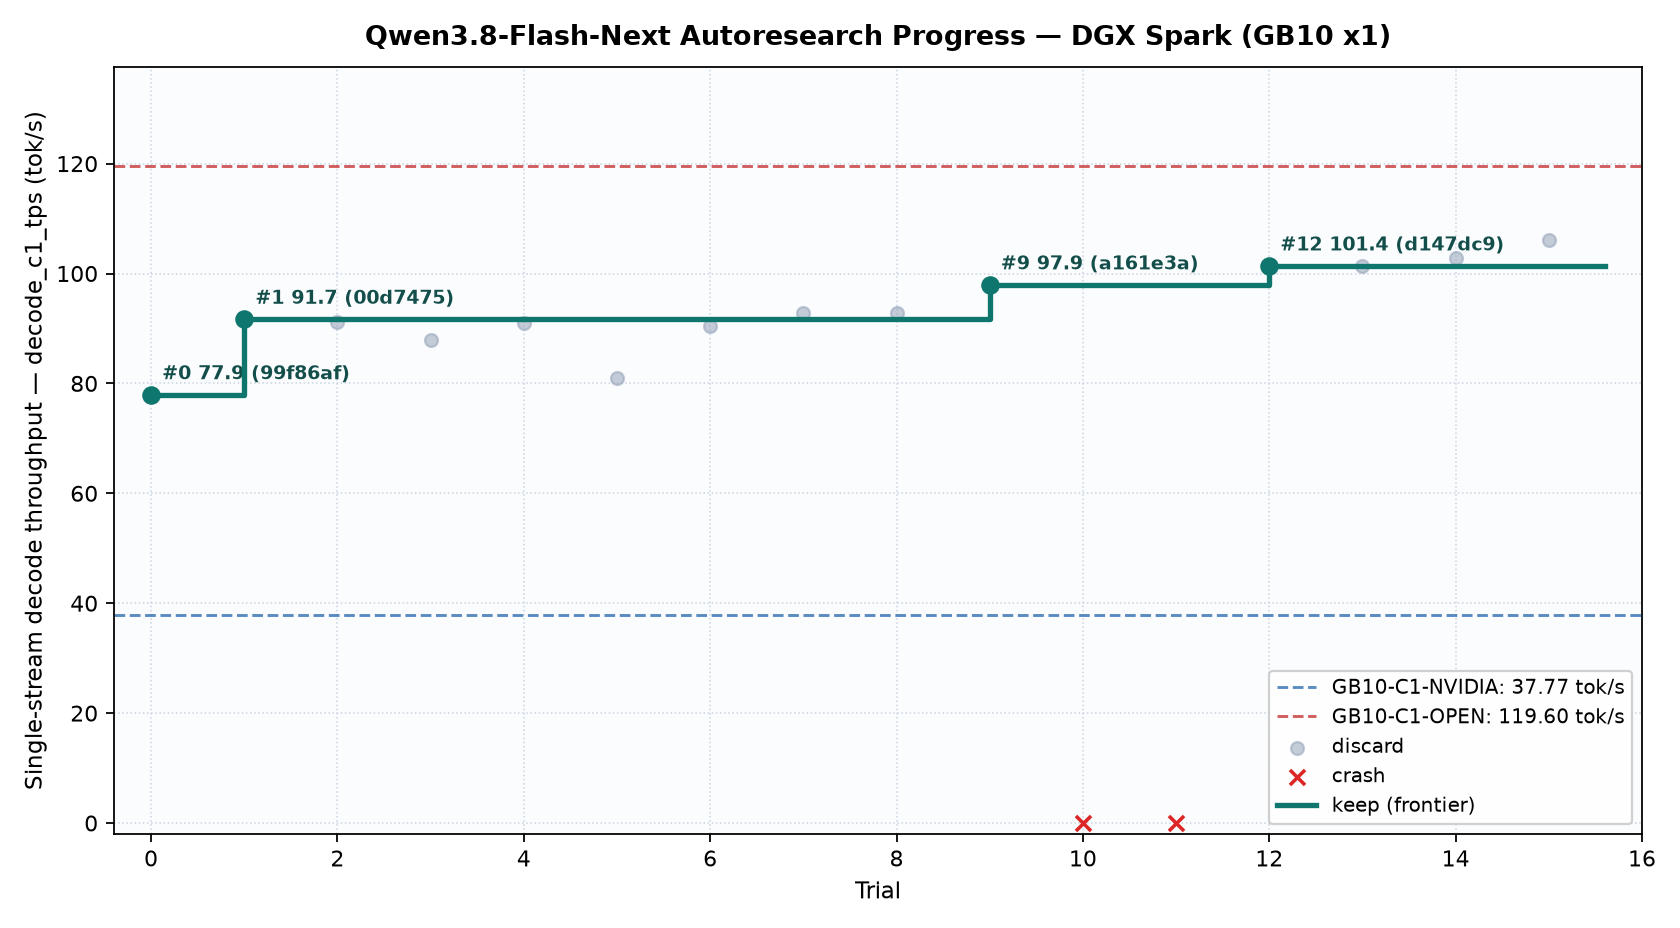 Qwen3.8-Flash-Next Autoresearch Progress — DGX Spark (GB10 x1)
Single-stream decode throughput — decode_c1_tps (tok/s)
120
100
80
60
40
20
0
#0 77.9 (99f86af)
#1 91.7 (00d7475)
#9 97.9 (a161e3a)
#12 101.4 (d147dc9)
GB10-C1-NVIDIA: 37.77 tok/s
GB10-C1-OPEN: 119.60 tok/s
discard
crash
keep (frontier)
0 2 4 6 8 10 12 14 16
Trial